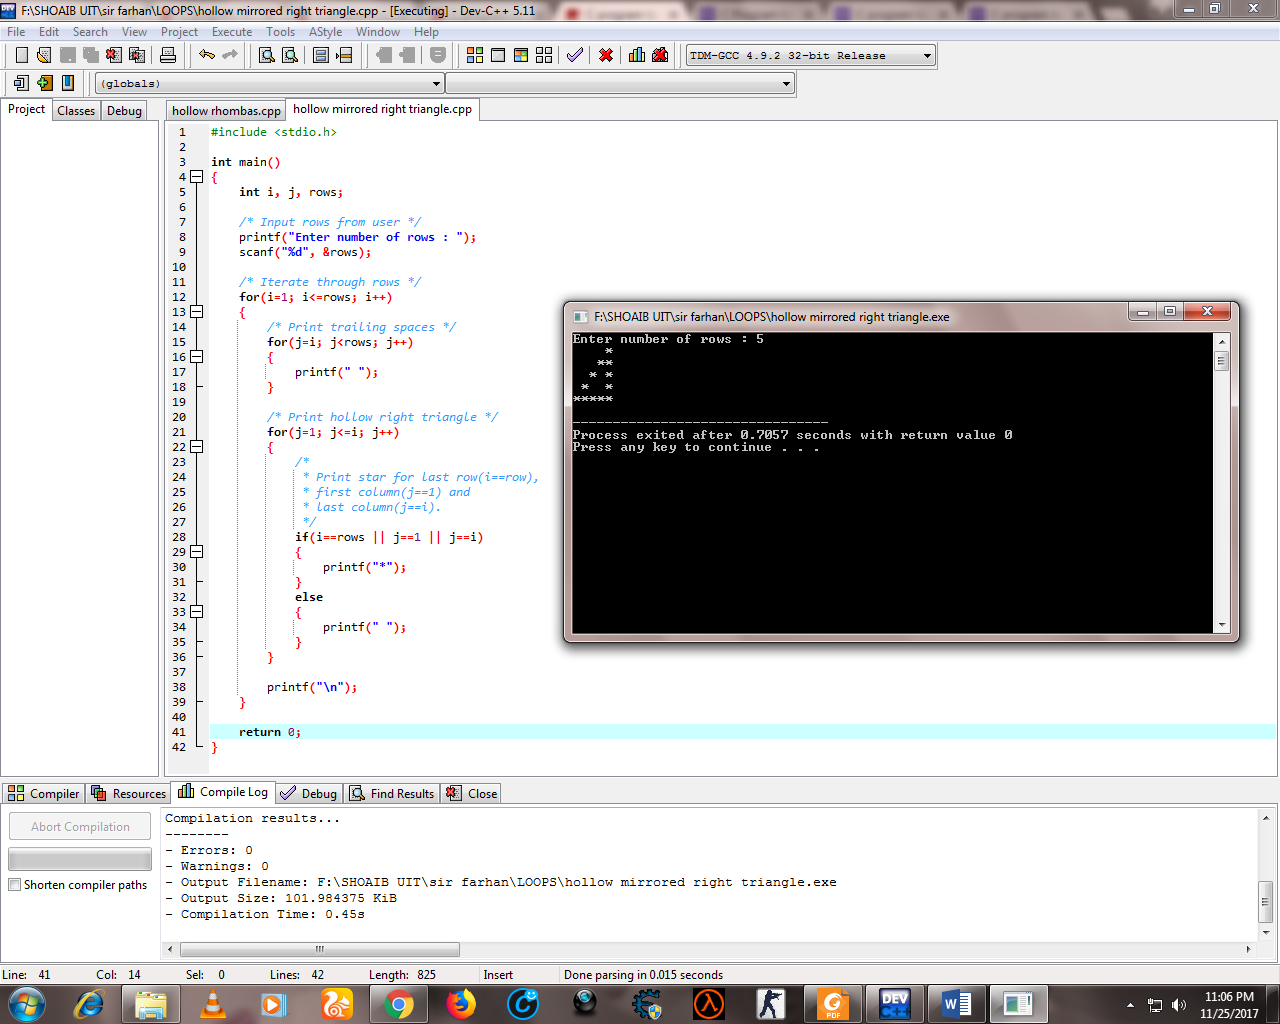 F:\SHOAIB UIT\sir farhan\LOOPS\hollow mirrored right triangle.cpp - [Executing] - Dev-C++ 5.11
File Edit Search View Project Execute Tools AStyle Window Help
TDM-GCC 4.9.2 32-bit Release
(globals)
Project Classes Debug
hollow rhombas.cpp hollow mirrored right triangle.cpp
1 #include <stdio.h>
2
3 int main()
4 {
5     int i, j, rows;
6
7     /* Input rows from user */
8     printf("Enter number of rows : ");
9     scanf("%d", &rows);
10
11     /* Iterate through rows */
12     for(i=1; i<=rows; i++)
13     {
14         /* Print trailing spaces */
15         for(j=i; j<rows; j++)
16         {
17             printf(" ");
18         }
19
20         /* Print hollow right triangle */
21         for(j=1; j<=i; j++)
22         {
23             /*
24              * Print star for last row(i==row),
25              * first column(j==1) and
26              * last column(j==i).
27              */
28             if(i==rows || j==1 || j==i)
29             {
30                 printf("*");
31             }
32             else
33             {
34                 printf(" ");
35             }
36         }
37
38         printf("\n");
39     }
40
41     return 0;
42 }
F:\SHOAIB UIT\sir farhan\LOOPS\hollow mirrored right triangle.exe
Enter number of rows : 5
    *
   **
  * *
 *  *
*****
--------------------------------
Process exited after 0.7057 seconds with return value 0
Press any key to continue . . .
Compiler Resources Compile Log Debug Find Results Close
Abort Compilation
Shorten compiler paths
Compilation results...
--------
- Errors: 0
- Warnings: 0
- Output Filename: F:\SHOAIB UIT\sir farhan\LOOPS\hollow mirrored right triangle.exe
- Output Size: 101.984375 KiB
- Compilation Time: 0.45s
Line: 41 Col: 14 Sel: 0 Lines: 42 Length: 825 Insert Done parsing in 0.015 seconds
PDF
DEV C++
W
11:06 PM
11/25/2017